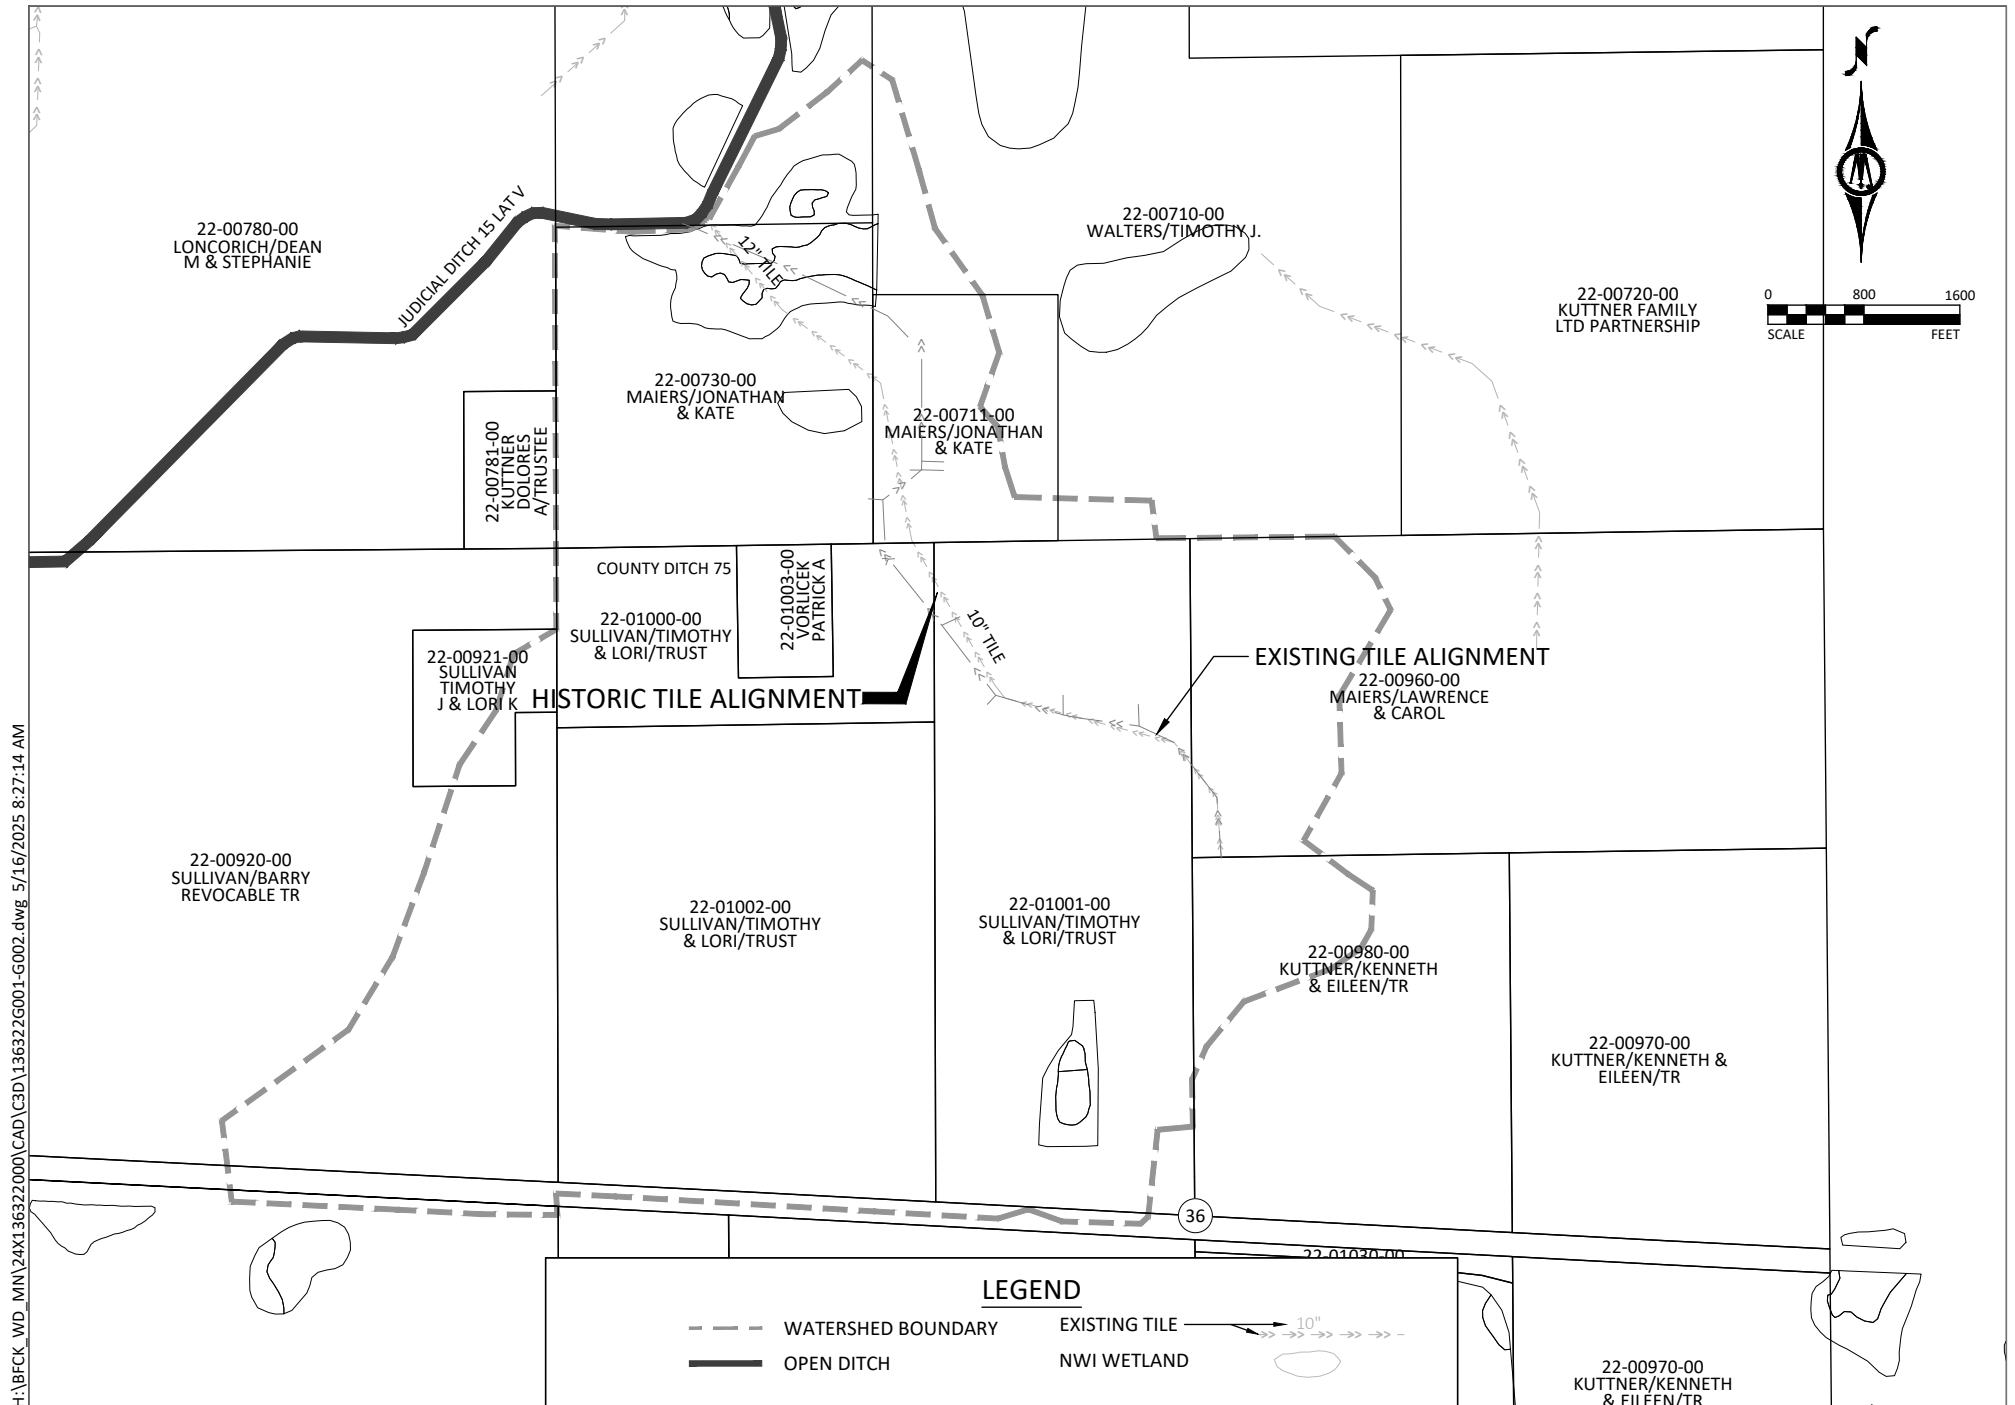 N
M
22-00780-00
LONCORICH/DEAN
M & STEPHANIE
JUDICIAL DITCH 15 LAT V
12" TILE
22-00710-00
WALTERS/TIMOTHY J.
22-00720-00
KUTTNER FAMILY
LTD PARTNERSHIP
0 800 1600
SCALE FEET
22-00730-00
MAIERS/JONATHAN
& KATE
22-00711-00
MAIERS/JONATHAN
& KATE
22-00781-00
KUTTNER
DOLORES
A/TRUSTEE
COUNTY DITCH 75
22-01000-00
SULLIVAN/TIMOTHY
& LORI/TRUST
22-01003-00
VORLICEK
PATRICK A
10" TILE
22-00921-00
SULLIVAN
TIMOTHY
J & LORI K
HISTORIC TILE ALIGNMENT
EXISTING TILE ALIGNMENT
22-00960-00
MAIERS/LAWRENCE
& CAROL
22-00920-00
SULLIVAN/BARRY
REVOCABLE TR
22-01002-00
SULLIVAN/TIMOTHY
& LORI/TRUST
22-01001-00
SULLIVAN/TIMOTHY
& LORI/TRUST
22-00980-00
KUTTNER/KENNETH
& EILEEN/TR
22-00970-00
KUTTNER/KENNETH &
EILEEN/TR
36
22-01030-00
LEGEND
WATERSHED BOUNDARY
OPEN DITCH
EXISTING TILE 10"
NWI WETLAND
22-00970-00
KUTTNER/KENNETH
& EILEEN/TR
H:\BFCK_WD_MN\24X136322000\CAD\C3D\136322G001-G002.dwg 5/16/2025 8:27:14 AM